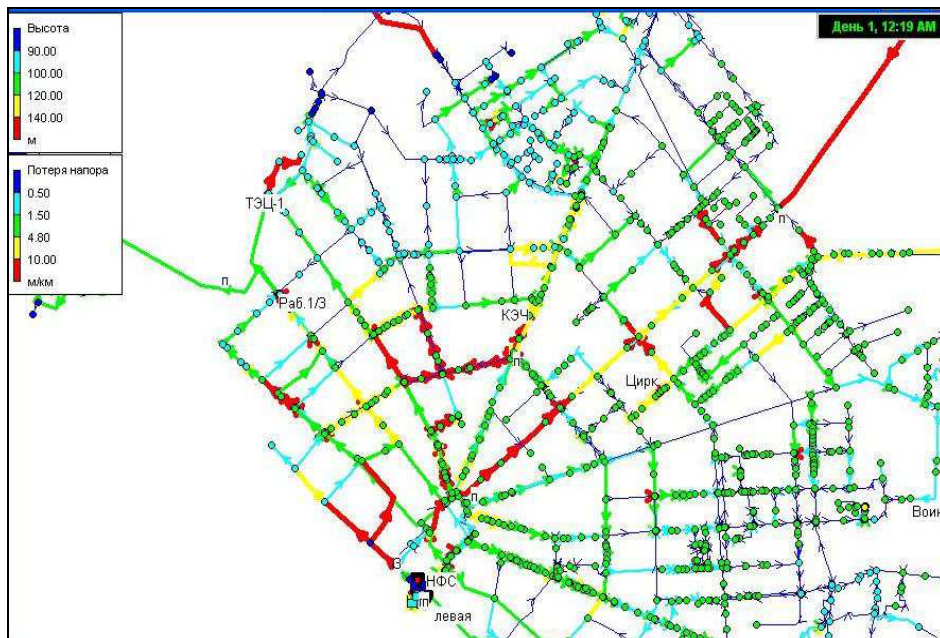 Высота
90.00
100.00
120.00
140.00
м
День 1, 12:19 AM
Потеря напора
0.50
1.50
4.80
10.00
м/км
ТЭЦ-1
п
п
Раб.1/3
КЭЧ
п
Цирк
п
Воин
З
НФС
п
левая